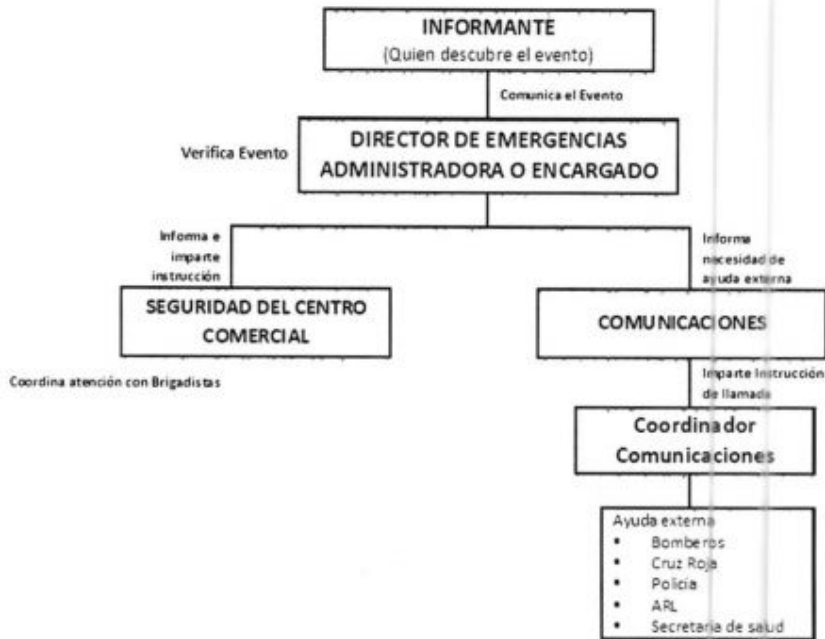 INFORMANTE
(Quien descubre el evento)
Comunica el Evento
Verifica Evento
DIRECTOR DE EMERGENCIAS
ADMINISTRADORA O ENCARGADO
Informa e
imparte
instrucción
Informa
necesidad de
ayuda externa
SEGURIDAD DEL CENTRO
COMERCIAL
COMUNICACIONES
Coordina atención con Brigadistas
Imparte Instrucción
de llamada
Coordinador
Comunicaciones
Ayuda externa
• Bomberos
• Cruz Roja
• Policia
• ARL
• Secretaria de salud